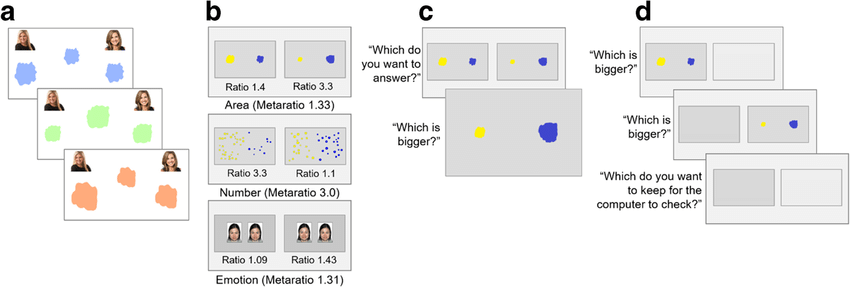 a
b
Ratio 1.4 Ratio 3.3
Area (Metaratio 1.33)
Ratio 3.3 Ratio 1.1
Number (Metaratio 3.0)
Ratio 1.09 Ratio 1.43
Emotion (Metaratio 1.31)
c
“Which do
you want to
answer?”
“Which is
bigger?”
d
“Which is
bigger?”
“Which is
bigger?”
“Which do you want
to keep for the
computer to check?”